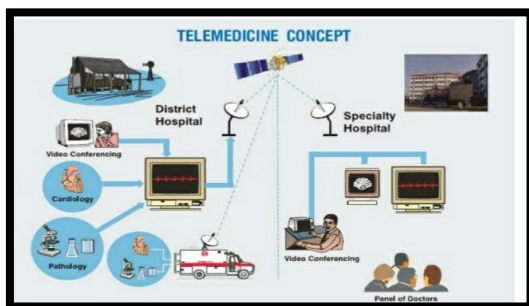 TELEMEDICINE CONCEPT
District
Hospital
Specialty
Hospital
Video Conferencing
Cardiology
Pathology
Video Conferencing
Panel of Doctors